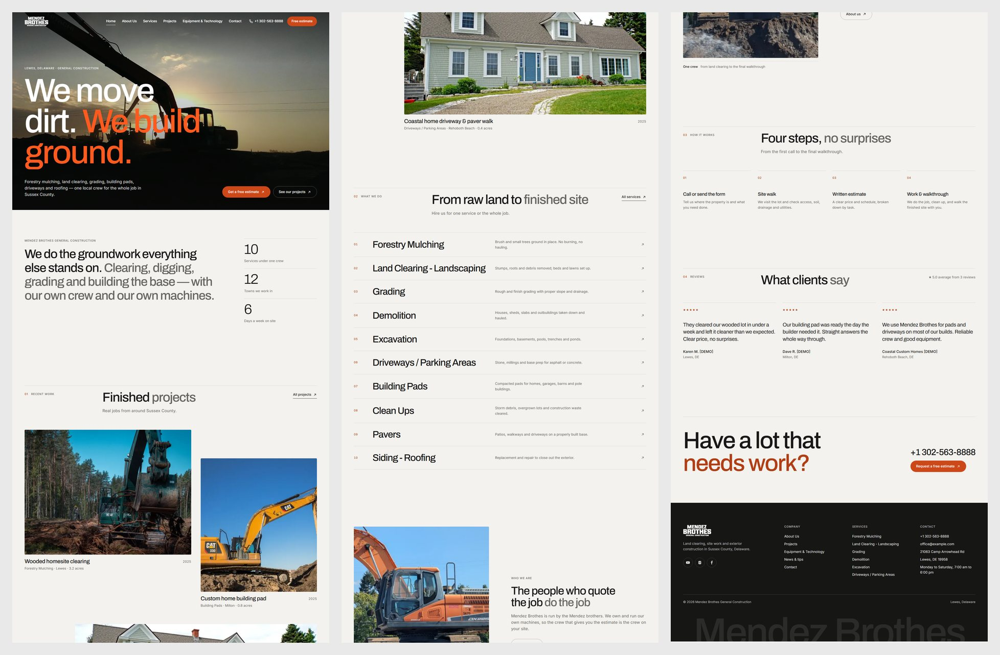 MENDEZ
BROTHES
GENERAL CONSTRUCTION
Home About Us Services Projects Equipment & Technology Contact +1 302-563-8888 Free estimate
LEWES, DELAWARE · GENERAL CONSTRUCTION
We move
dirt. We build
ground.
Forestry mulching, land clearing, grading, building pads,
driveways and roofing — one local crew for the whole job in
Sussex County.
Get a free estimate
See our projects
MENDEZ BROTHES GENERAL CONSTRUCTION
We do the groundwork everything
else stands on. Clearing, digging,
grading and building the base — with
our own crew and our own machines.
10
Services under one crew
12
Towns we work in
6
Days a week on site
01 RECENT WORK
Finished projects
Real jobs from around Sussex County.
All projects
Wooded homesite clearing 2025
Forestry Mulching · Lewes · 3.2 acres
CAT
CAT
330
Custom home building pad 2025
Building Pads · Milton · 0.8 acres
Coastal home driveway & paver walk 2025
Driveways / Parking Areas · Rehoboth Beach · 0.4 acres
02 WHAT WE DO
From raw land to finished site
Hire us for one service or the whole job.
All services
01 Forestry Mulching
Brush and small trees ground in place. No burning, no
hauling.
02 Land Clearing - Landscaping
Stumps, roots and debris removed; beds and lawns set up.
03 Grading
Rough and finish grading with proper slope and drainage.
04 Demolition
Houses, sheds, slabs and outbuildings taken down and
hauled.
05 Excavation
Foundations, basements, pools, trenches and ponds.
06 Driveways / Parking Areas
Stone, millings and base prep for asphalt or concrete.
07 Building Pads
Compacted pads for homes, garages, barns and pole
buildings.
08 Clean Ups
Storm debris, overgrown lots and construction waste
cleared.
09 Pavers
Patios, walkways and driveways on a properly built base.
10 Siding - Roofing
Replacement and repair to close out the exterior.
5670
DX225
WHO WE ARE
The people who quote
the job do the job
Mendez Brothes is run by the Mendez brothers. We own and run our
own machines, so the crew that gives you the estimate is the crew on
your site.
About us
One crew from land clearing to the final walkthrough
03 HOW IT WORKS
Four steps, no surprises
From the first call to the final walkthrough.
01
Call or send the form
Tell us where the property is and what
you need done.
02
Site walk
We visit the lot and check access, soil,
drainage and utilities.
03
Written estimate
A clear price and schedule, broken
down by task.
04
Work & walkthrough
We do the job, clean up, and walk the
finished site with you.
04 REVIEWS
What clients say
★ 5.0 average from 3 reviews
★★★★★
They cleared our wooded lot in under a
week and left it cleaner than we expected.
Clear price, no surprises.
Karen M. [DEMO]
Lewes, DE
★★★★★
Our building pad was ready the day the
builder needed it. Straight answers the
whole way through.
Dave R. [DEMO]
Milton, DE
★★★★★
We use Mendez Brothes for pads and
driveways on most of our builds. Reliable
crew and good equipment.
Coastal Custom Homes [DEMO]
Rehoboth Beach, DE
Have a lot that
needs work?
+1 302-563-8888
Request a free estimate
MENDEZ
BROTHES
GENERAL CONSTRUCTION
Land clearing, site work and exterior
construction in Sussex County, Delaware.
COMPANY
About Us
Projects
Equipment & Technology
News & tips
Contact
SERVICES
Forestry Mulching
Land Clearing - Landscaping
Grading
Demolition
Excavation
Driveways / Parking Areas
CONTACT
+1 302-563-8888
office@example.com
21063 Camp Arrowhead Rd
Lewes, DE 19958
Monday to Saturday, 7:00 am to
6:00 pm
© 2026 Mendez Brothes General Construction
Lewes, Delaware
Mendez Brothes